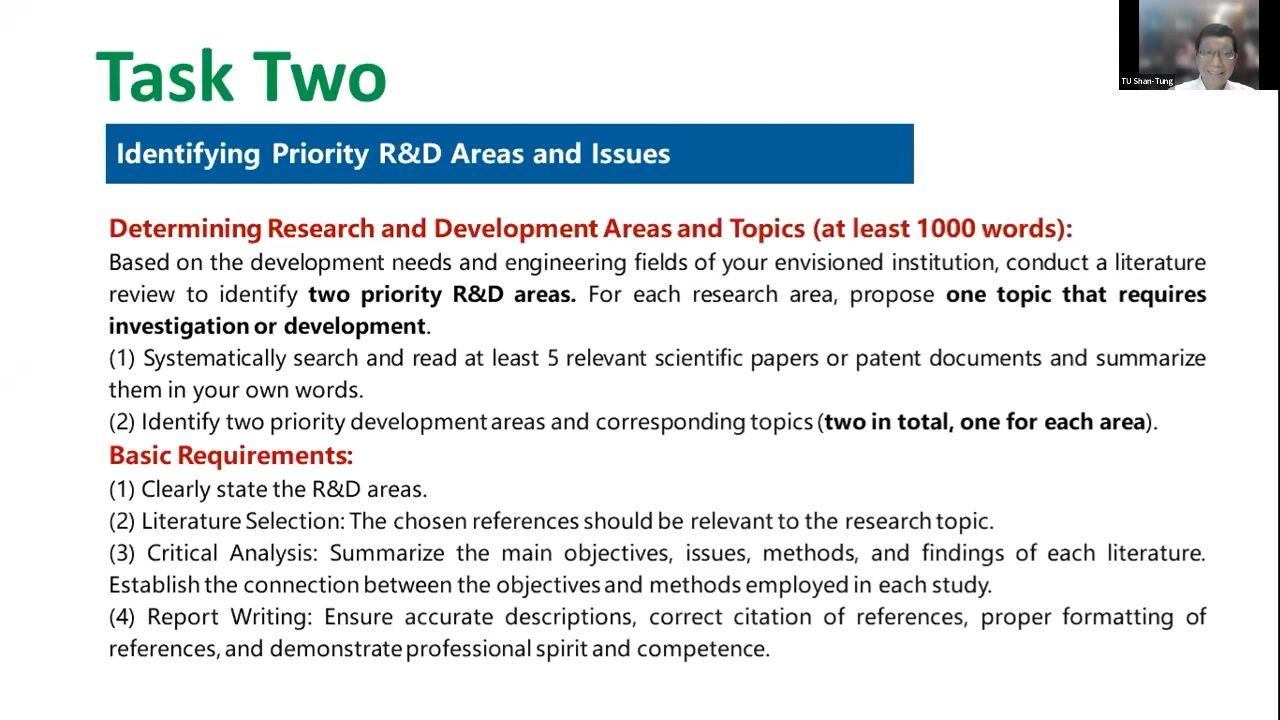 Task Two
TU Shan-Tung
Identifying Priority R&D Areas and Issues
Determining Research and Development Areas and Topics (at least 1000 words):
Based on the development needs and engineering fields of your envisioned institution, conduct a literature
review to identify two priority R&D areas. For each research area, propose one topic that requires
investigation or development.
(1) Systematically search and read at least 5 relevant scientific papers or patent documents and summarize
them in your own words.
(2) Identify two priority development areas and corresponding topics (two in total, one for each area).
Basic Requirements:
(1) Clearly state the R&D areas.
(2) Literature Selection: The chosen references should be relevant to the research topic.
(3) Critical Analysis: Summarize the main objectives, issues, methods, and findings of each literature.
Establish the connection between the objectives and methods employed in each study.
(4) Report Writing: Ensure accurate descriptions, correct citation of references, proper formatting of
references, and demonstrate professional spirit and competence.